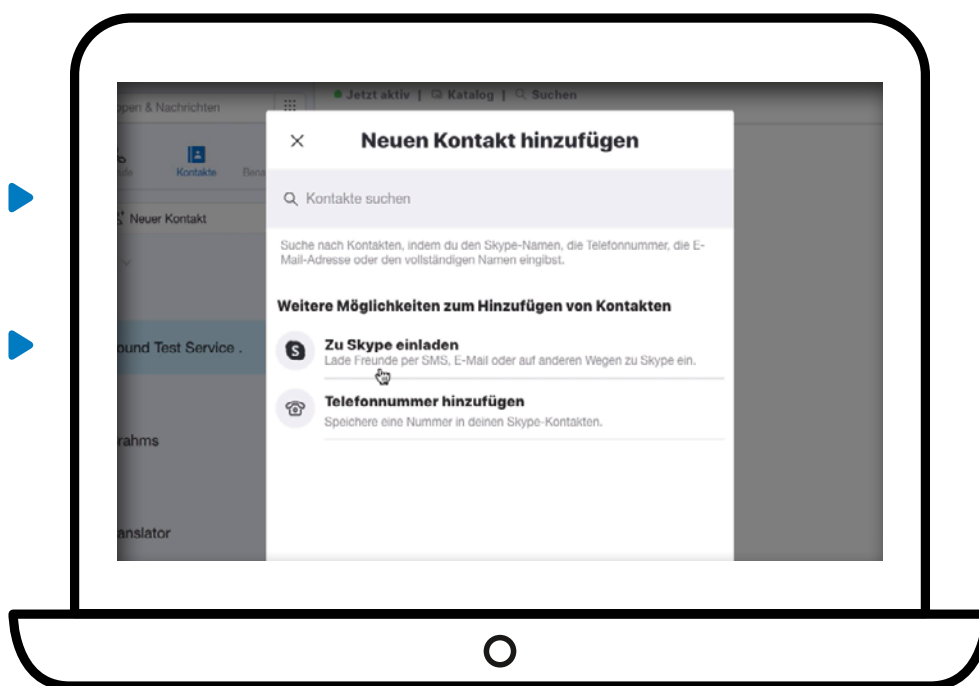 Jetzt aktiv | Katalog | Suchen
& Nachrichten
Kontakte
Neuer Kontakt
Test Service .
Neuen Kontakt hinzufügen
Kontakte suchen
Suche nach Kontakten, indem du den Skype-Namen, die Telefonnummer, die E-
Mail-Adresse oder den vollständigen Namen eingibst.
Weitere Möglichkeiten zum Hinzufügen von Kontakten
Zu Skype einladen
Lade Freunde per SMS, E-Mail oder auf anderen Wegen zu Skype ein.
Telefonnummer hinzufügen
Speichere eine Nummer in deinen Skype-Kontakten.